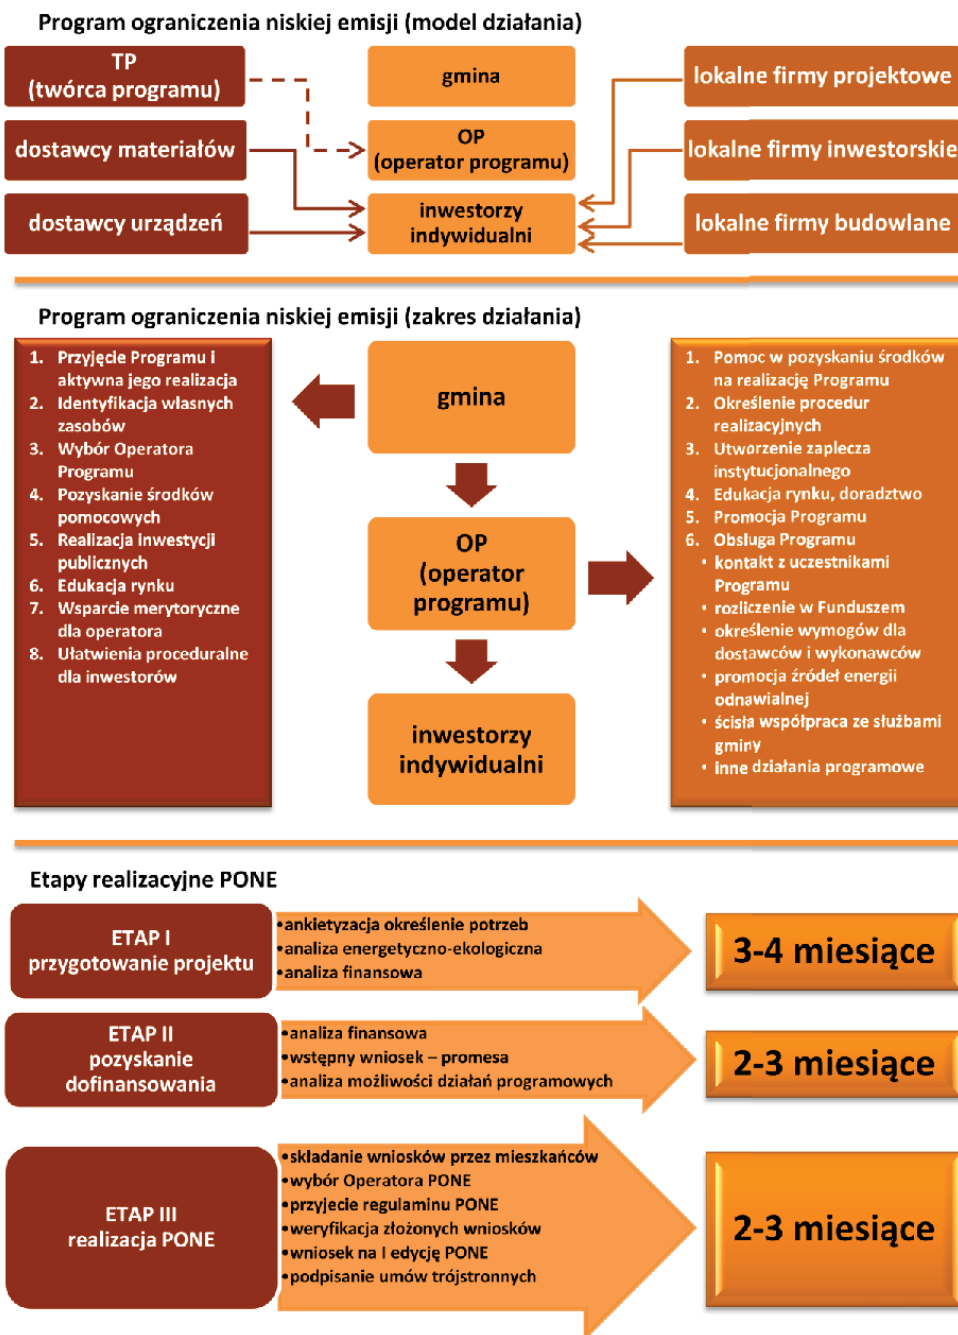 Program ograniczenia niskiej emisji (model działania)
TP
(twórca programu)
gmina
lokalne firmy projektowe
dostawcy materiałów
OP
(operator programu)
lokalne firmy inwestorskie
dostawcy urządzeń
inwestorzy
indywidualni
lokalne firmy budowlane
Program ograniczenia niskiej emisji (zakres działania)
1. Przyjęcie Programu i
aktywna jego realizacja
2. Identyfikacja własnych
zasobów
3. Wybór Operatora
Programu
4. Pozyskanie środków
pomocowych
5. Realizacja inwestycji
publicznych
6. Edukacja rynku
7. Wsparcie merytoryczne
dla operatora
8. Ułatwienia proceduralne
dla inwestorów
gmina
OP
(operator
programu)
inwestorzy
indywidualni
1. Pomoc w pozyskaniu środków
na realizację Programu
2. Określenie procedur
realizacyjnych
3. Utworzenie zaplecza
instytucjonalnego
4. Edukacja rynku, doradztwo
5. Promocja Programu
6. Obsługa Programu
• kontakt z uczestnikami
Programu
• rozliczenie w Funduszem
• określenie wymogów dla
dostawców i wykonawców
• promocja źródeł energii
odnawialnej
• ścisła współpraca ze służbami
gminy
• inne działania programowe
Etapy realizacyjne PONE
ETAP I
przygotowanie projektu
•ankietyzacja określenie potrzeb
•analiza energetyczno-ekologiczna
•analiza finansowa
3-4 miesiące
ETAP II
pozyskanie
dofinansowania
•analiza finansowa
•wstępny wniosek – promesa
•analiza możliwości działań programowych
2-3 miesiące
ETAP III
realizacja PONE
•składanie wniosków przez mieszkańców
•wybór Operatora PONE
•przyjecie regulaminu PONE
•weryfikacja złożonych wniosków
•wniosek na I edycję PONE
•podpisanie umów trójstronnych
2-3 miesiące